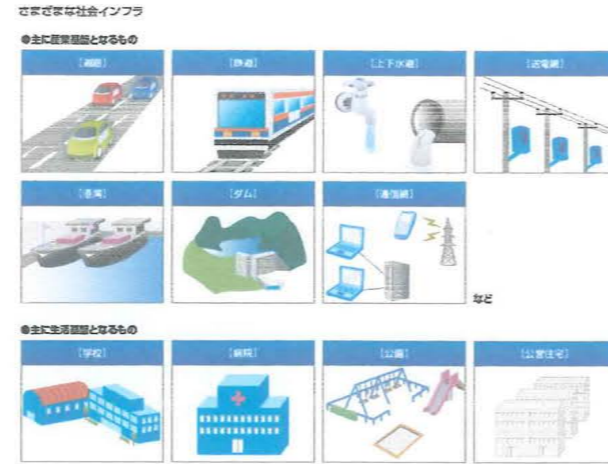 さまざまな社会インフラ
●主に産業基盤となるもの
[道路]
[鉄道]
[上下水道]
[送電網]
[港湾]
[ダム]
[通信網]
など
●主に生活基盤となるもの
[学校]
[病院]
[公園]
[公営住宅]